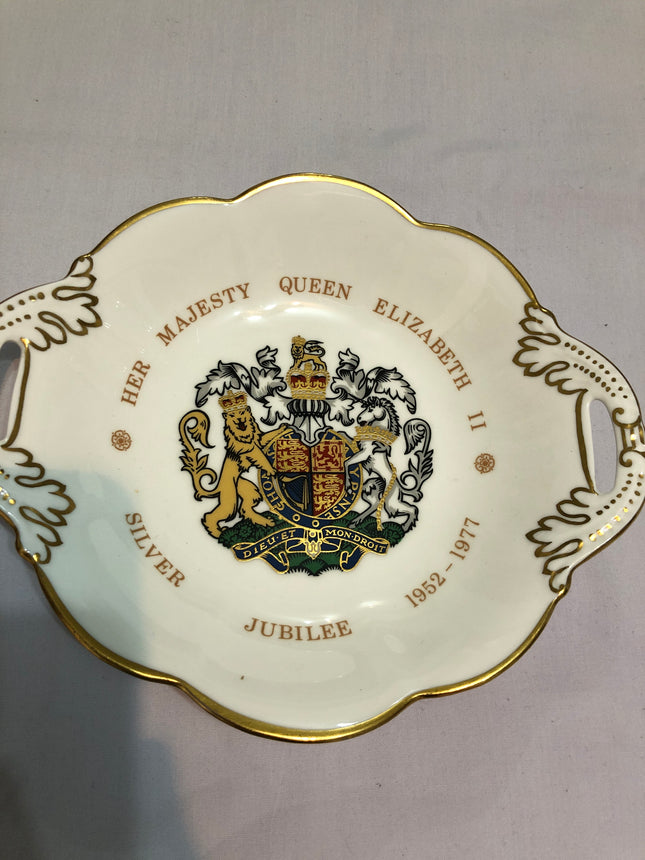 HER MAJESTY QUEEN ELIZABETH II
SILVER JUBILEE 1952-1977
DIEU·ET MON·DROIT